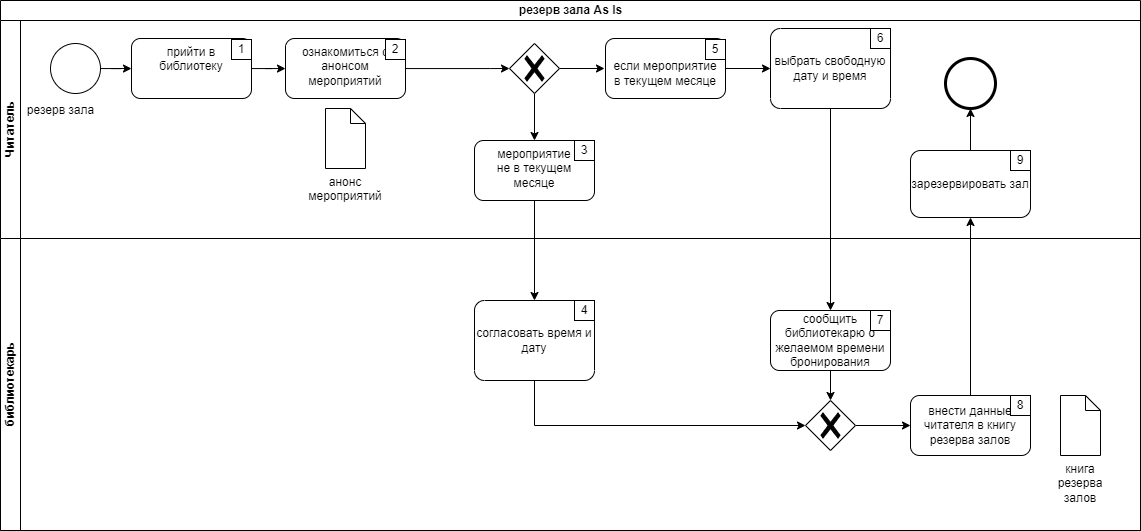 резерв зала As Is
Читатель
библиотекарь
резерв зала
1
прийти в
библиотеку
2
ознакомиться с
анонсом
мероприятий
анонс
мероприятий
3
мероприятие
не в текущем
месяце
5
если мероприятие
в текущем месяце
6
выбрать свободную
дату и время
9
зарезервировать зал
4
согласовать время и
дату
7
сообщить
библиотекарю о
желаемом времени
бронирования
8
внести данные
читателя в книгу
резерва залов
книга
резерва
залов